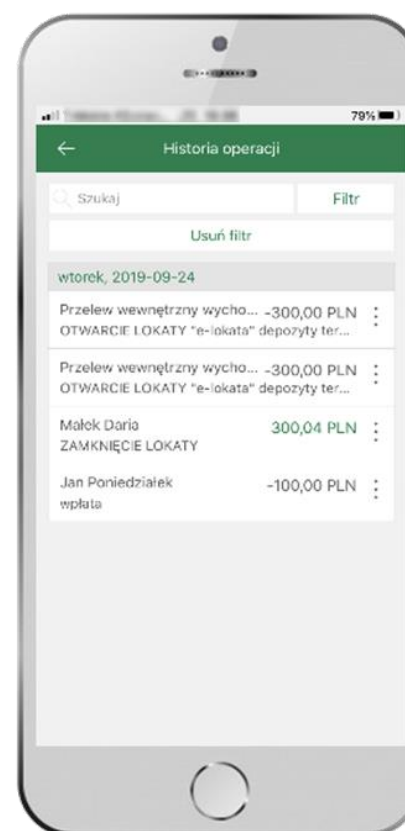 79%
Historia operacji
Szukaj
Filtr
Usuń filtr
wtorek, 2019-09-24
Przelew wewnętrzny wycho... -300,00 PLN
OTWARCIE LOKATY "e-lokata" depozyty ter...
Przelew wewnętrzny wycho... -300,00 PLN
OTWARCIE LOKATY "e-lokata" depozyty ter...
Małek Daria 300,04 PLN
ZAMKNIĘCIE LOKATY
Jan Poniedziałek -100,00 PLN
wpłata